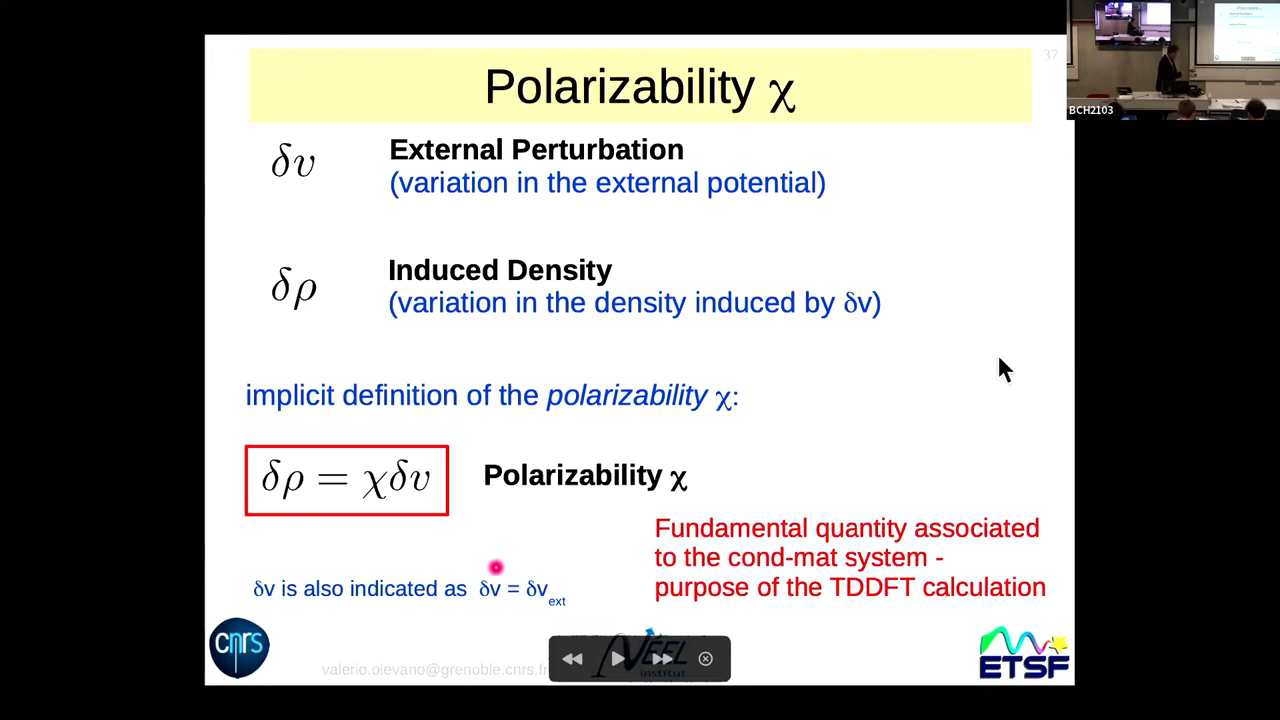 Polarizability χ
37
BCH2103
δv
External Perturbation
(variation in the external potential)
δρ
Induced Density
(variation in the density induced by δv)
implicit definition of the polarizability χ:
δρ = χδv
Polarizability χ
Fundamental quantity associated
to the cond-mat system -
purpose of the TDDFT calculation
δv is also indicated as δv = δv_ext
cnrs
valerio.olevano@grenoble.cnrs.fr
NÉEL
institut
ETSF